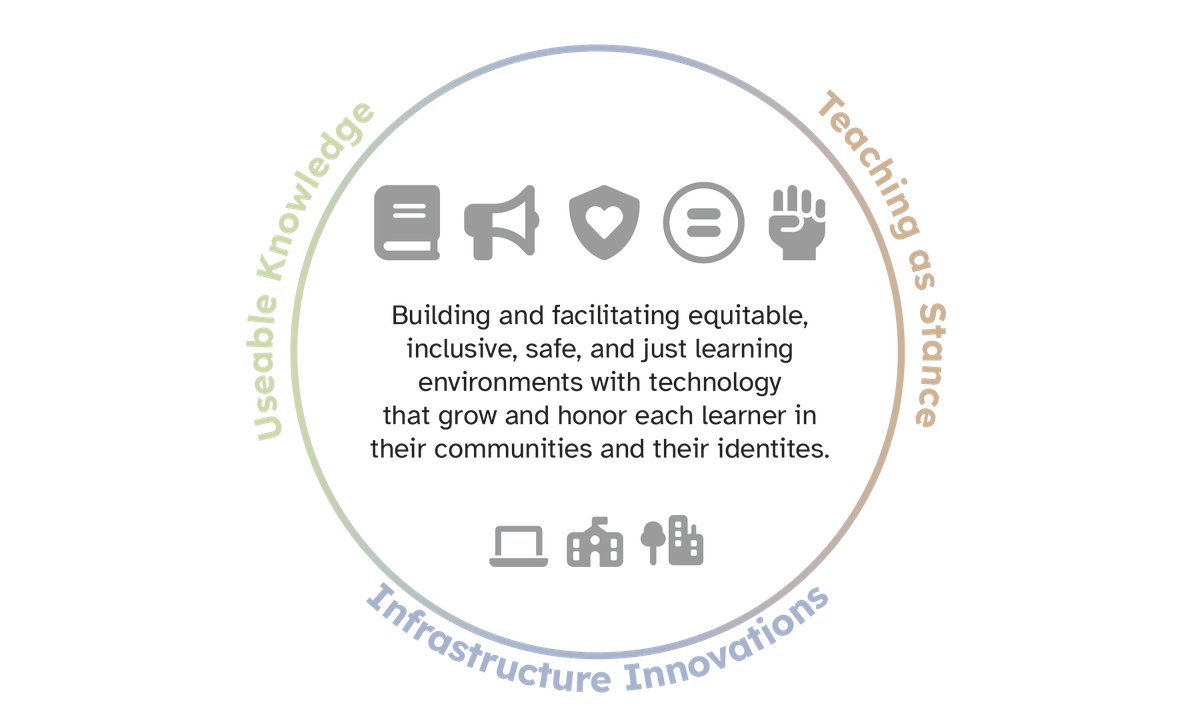 Useable Knowledge
Teaching as Stance
Building and facilitating equitable,
inclusive, safe, and just learning
environments with technology
that grow and honor each learner in
their communities and their identites.
Infrastructure Innovations